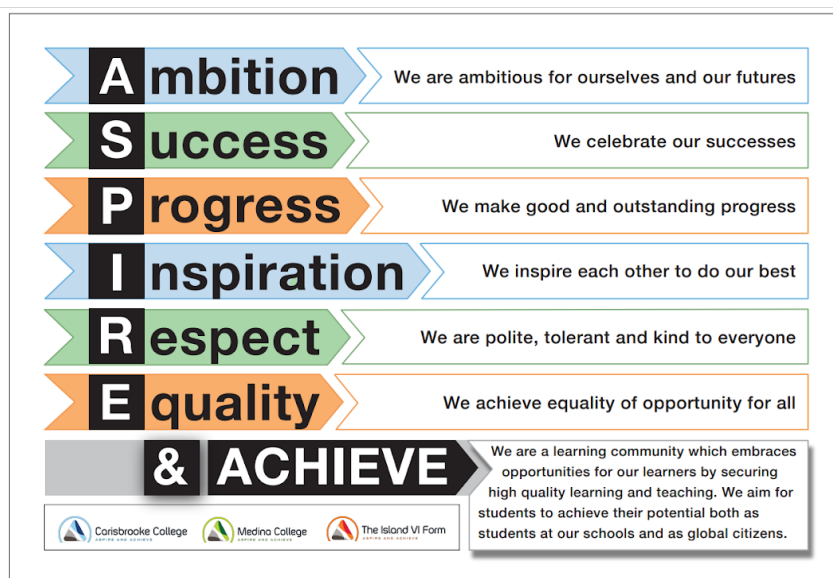 Ambition We are ambitious for ourselves and our futures
Success We celebrate our successes
Progress We make good and outstanding progress
Inspiration We inspire each other to do our best
Respect We are polite, tolerant and kind to everyone
Equality We achieve equality of opportunity for all
& ACHIEVE
We are a learning community which embraces
opportunities for our learners by securing
high quality learning and teaching. We aim for
students to achieve their potential both as
students at our schools and as global citizens.
Carisbrooke College
ASPIRE AND ACHIEVE
Medina College
ASPIRE AND ACHIEVE
The Island VI Form
ASPIRE AND ACHIEVE